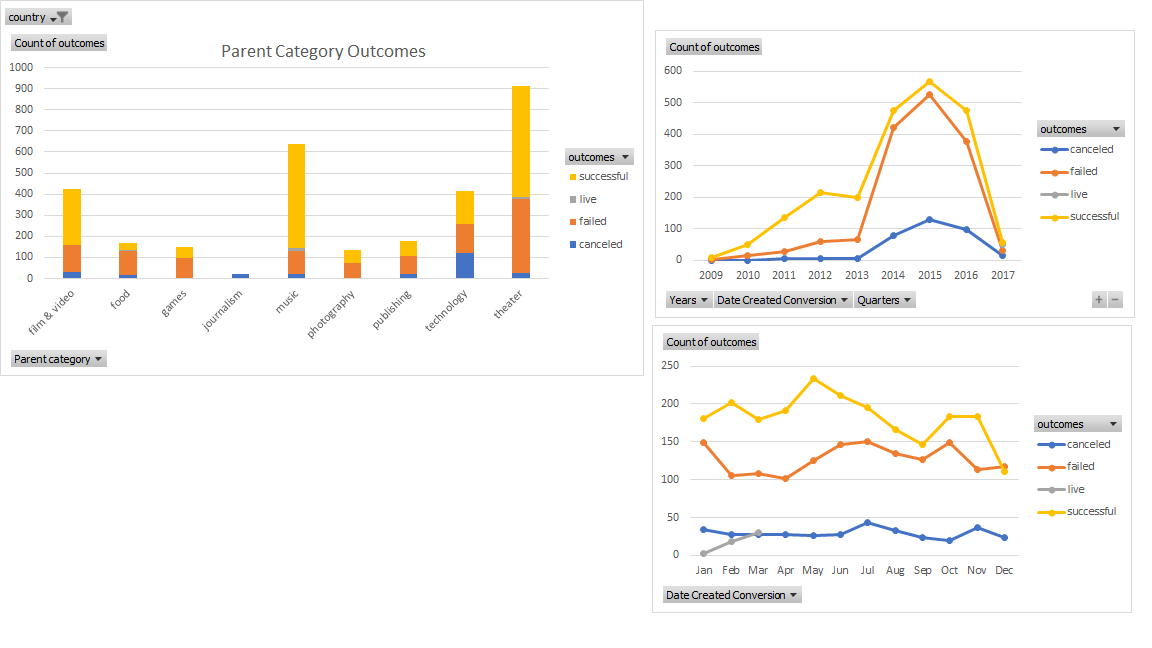 country
Count of outcomes
Parent Category Outcomes
1000
900
800
700
600
500
400
300
200
100
0
film & video
food
games
journalism
music
photography
publishing
technology
theater
outcomes
successful
live
failed
canceled
Parent category
Count of outcomes
600
500
400
300
200
100
0
2009 2010 2011 2012 2013 2014 2015 2016 2017
outcomes
canceled
failed
live
successful
Years Date Created Conversion Quarters + −
Count of outcomes
250
200
150
100
50
0
Jan Feb Mar Apr May Jun Jul Aug Sep Oct Nov Dec
outcomes
canceled
failed
live
successful
Date Created Conversion